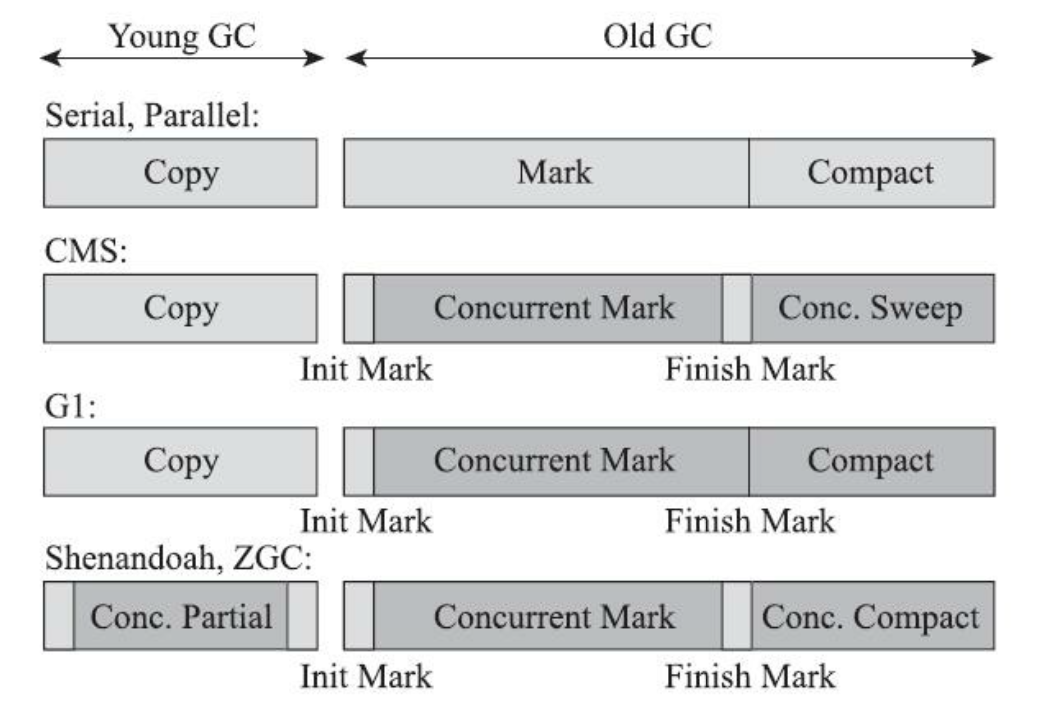 Young GC Old GC
Serial, Parallel:
Copy Mark Compact
CMS:
Copy Concurrent Mark Conc. Sweep
Init Mark Finish Mark
G1:
Copy Concurrent Mark Compact
Init Mark Finish Mark
Shenandoah, ZGC:
Conc. Partial Concurrent Mark Conc. Compact
Init Mark Finish Mark